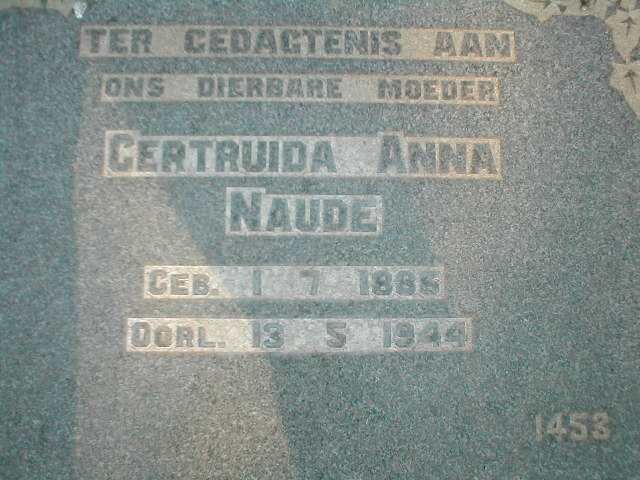 TER GEDAGTENIS AAN
ONS DIERBARE MOEDER
GERTRUIDA ANNA
NAUDE
GEB. 1 7 1885
OORL. 13 5 1944
1453